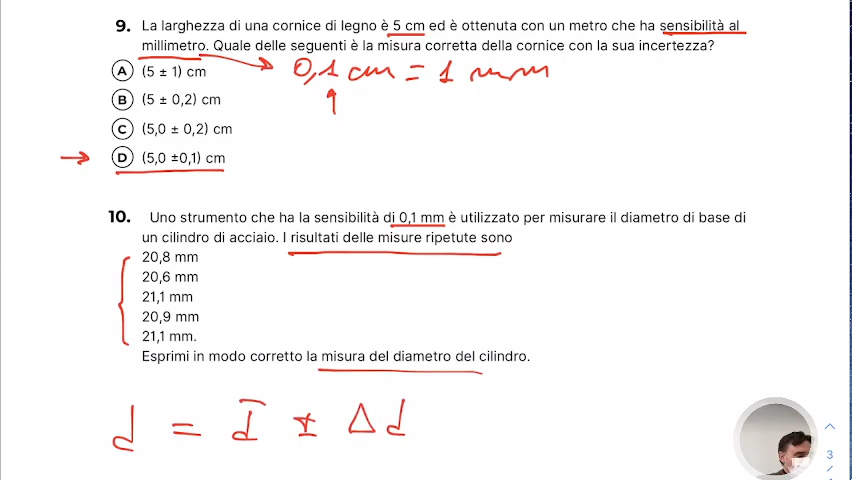 9. La larghezza di una cornice di legno è 5 cm ed è ottenuta con un metro che ha sensibilità al
millimetro. Quale delle seguenti è la misura corretta della cornice con la sua incertezza?
A (5 ± 1) cm
0,1 cm = 1 mm
B (5 ± 0,2) cm
C (5,0 ± 0,2) cm
D (5,0 ±0,1) cm
10. Uno strumento che ha la sensibilità di 0,1 mm è utilizzato per misurare il diametro di base di
un cilindro di acciaio. I risultati delle misure ripetute sono
20,8 mm
20,6 mm
21,1 mm
20,9 mm
21,1 mm.
Esprimi in modo corretto la misura del diametro del cilindro.
d = d̅ ± Δd
3
/